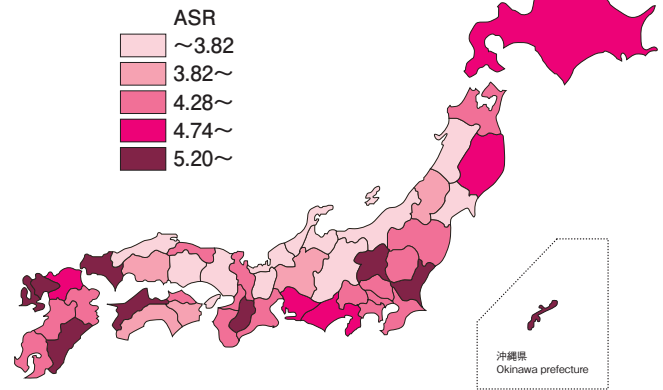 ASR
～3.82
3.82～
4.28～
4.74～
5.20～
沖縄県
Okinawa prefecture